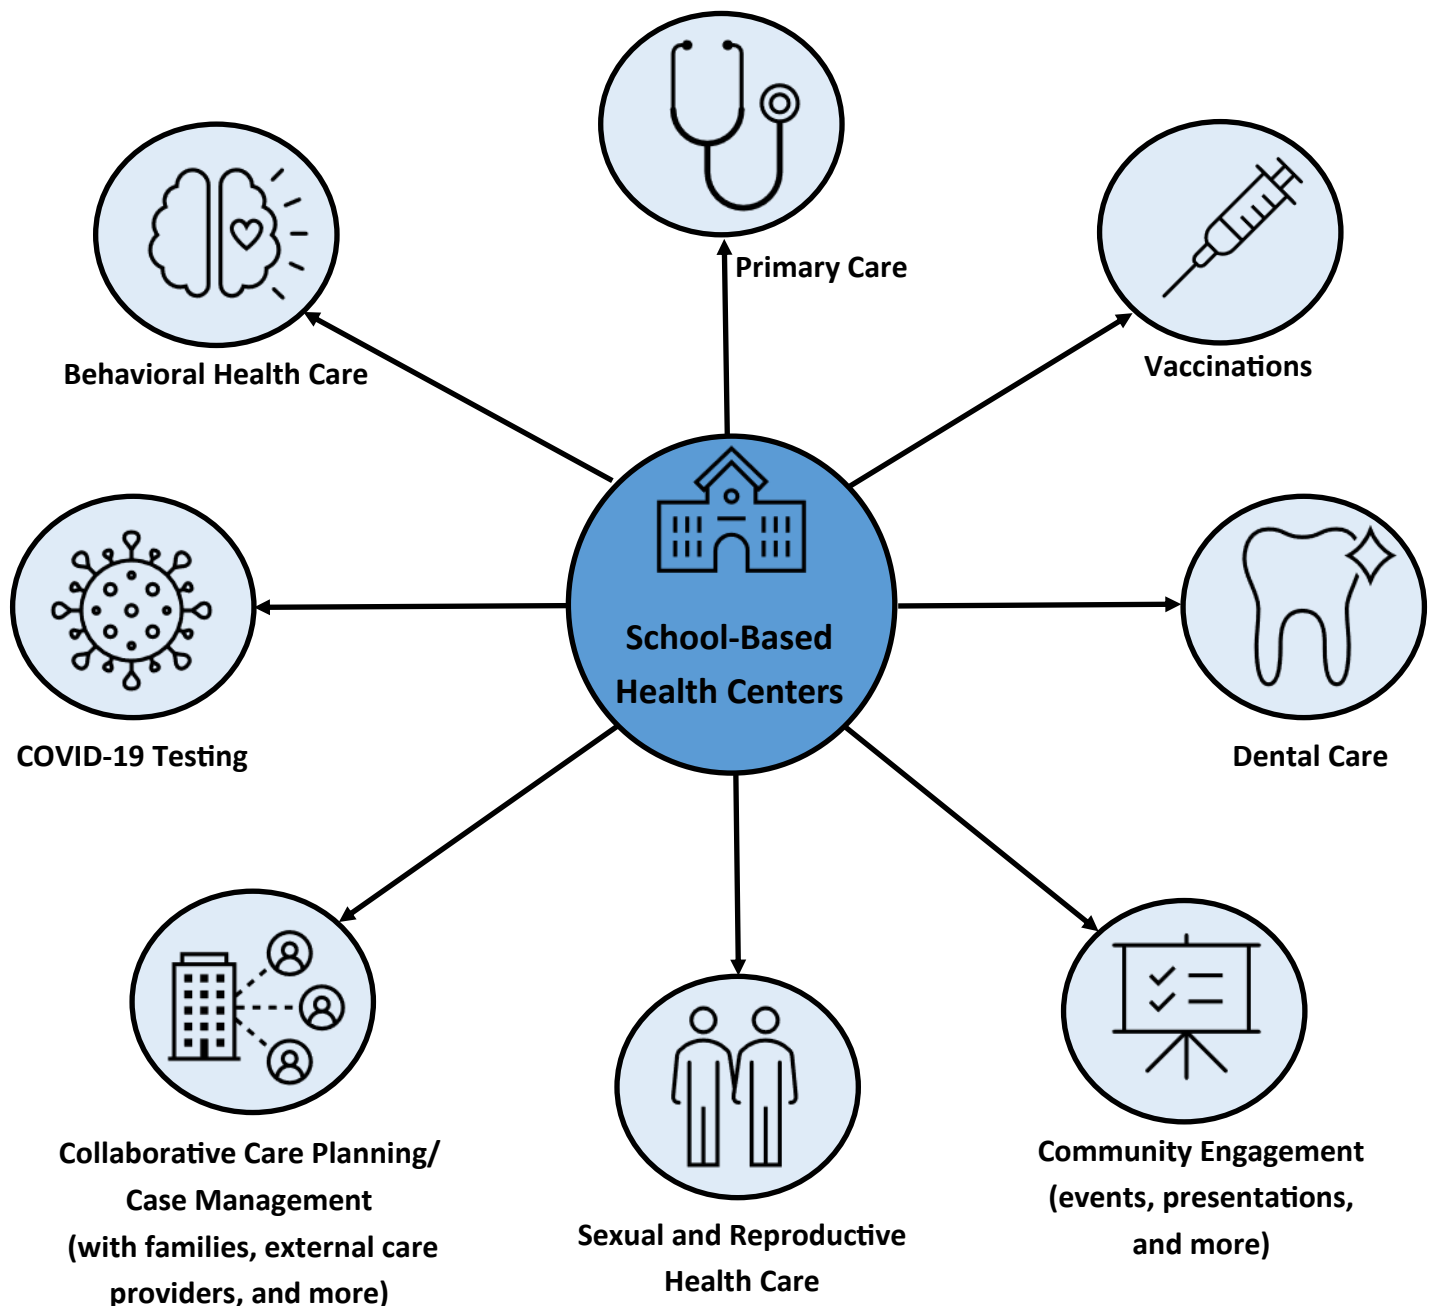 Primary Care
Behavioral Health Care
Vaccinations
School-Based
Health Centers
COVID-19 Testing
Dental Care
Collaborative Care Planning/
Case Management
(with families, external care
providers, and more)
Sexual and Reproductive
Health Care
Community Engagement
(events, presentations,
and more)